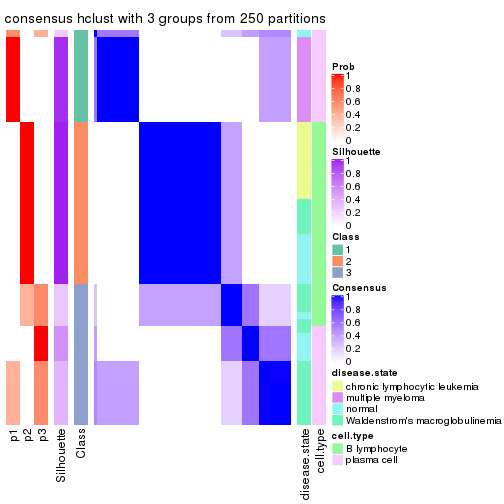 consensus hclust with 3 groups from 250 partitions
Prob
1
0.8
0.6
0.4
0.2
0
Silhouette
1
0.8
0.6
0.4
0.2
0
Class
1
2
3
Consensus
1
0.8
0.6
0.4
0.2
0
disease.state
chronic lymphocytic leukemia
multiple myeloma
normal
Waldenstrom's macroglobulinemia
cell.type
B lymphocyte
plasma cell
p1
p2
p3
Silhouette
Class
disease.state
cell.type